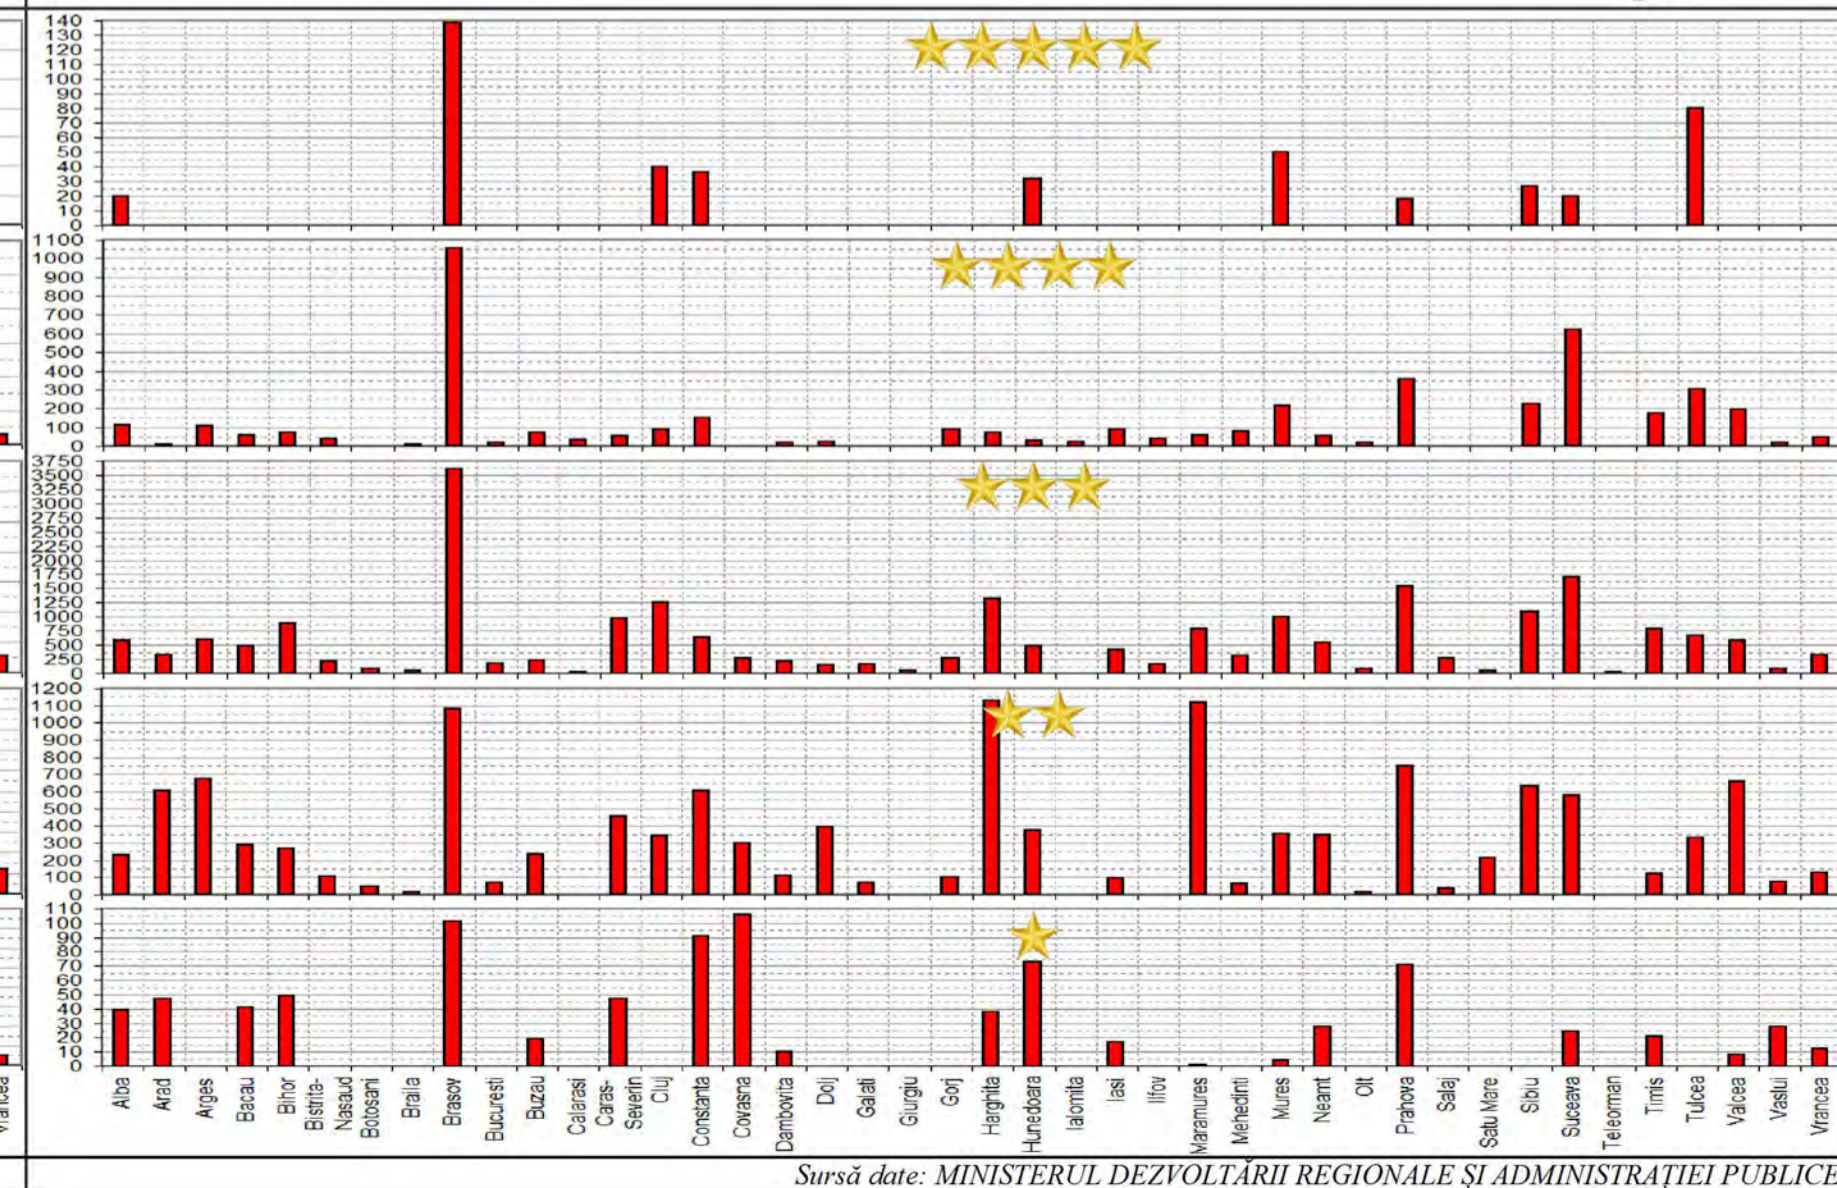 140
130
120
110
100
90
80
70
60
50
40
30
20
10
0
1100
1000
900
800
700
600
500
400
300
200
100
0
3750
3500
3250
3000
2750
2500
2250
2000
1750
1500
1250
1000
750
500
250
0
1200
1100
1000
900
800
700
600
500
400
300
200
100
0
110
100
90
80
70
60
50
40
30
20
10
0
Vrancea
Alba
Arad
Arges
Bacau
Bihor
Bistrita-
Nasaud
Botosani
Braila
Brasov
Bucuresti
Buzau
Calarasi
Caras-
Severin
Cluj
Constanta
Covasna
Dambovita
Dolj
Galati
Giurgiu
Gorj
Harghita
Hunedoara
Ialomita
Iasi
Ilfov
Maramures
Mehedinti
Mures
Neamt
Olt
Prahova
Salaj
Satu Mare
Sibiu
Suceava
Teleorman
Timis
Tulcea
Valcea
Vaslui
Vrancea
Sursă date: MINISTERUL DEZVOLTĂRII REGIONALE ȘI ADMINISTRAȚIEI PUBLICE